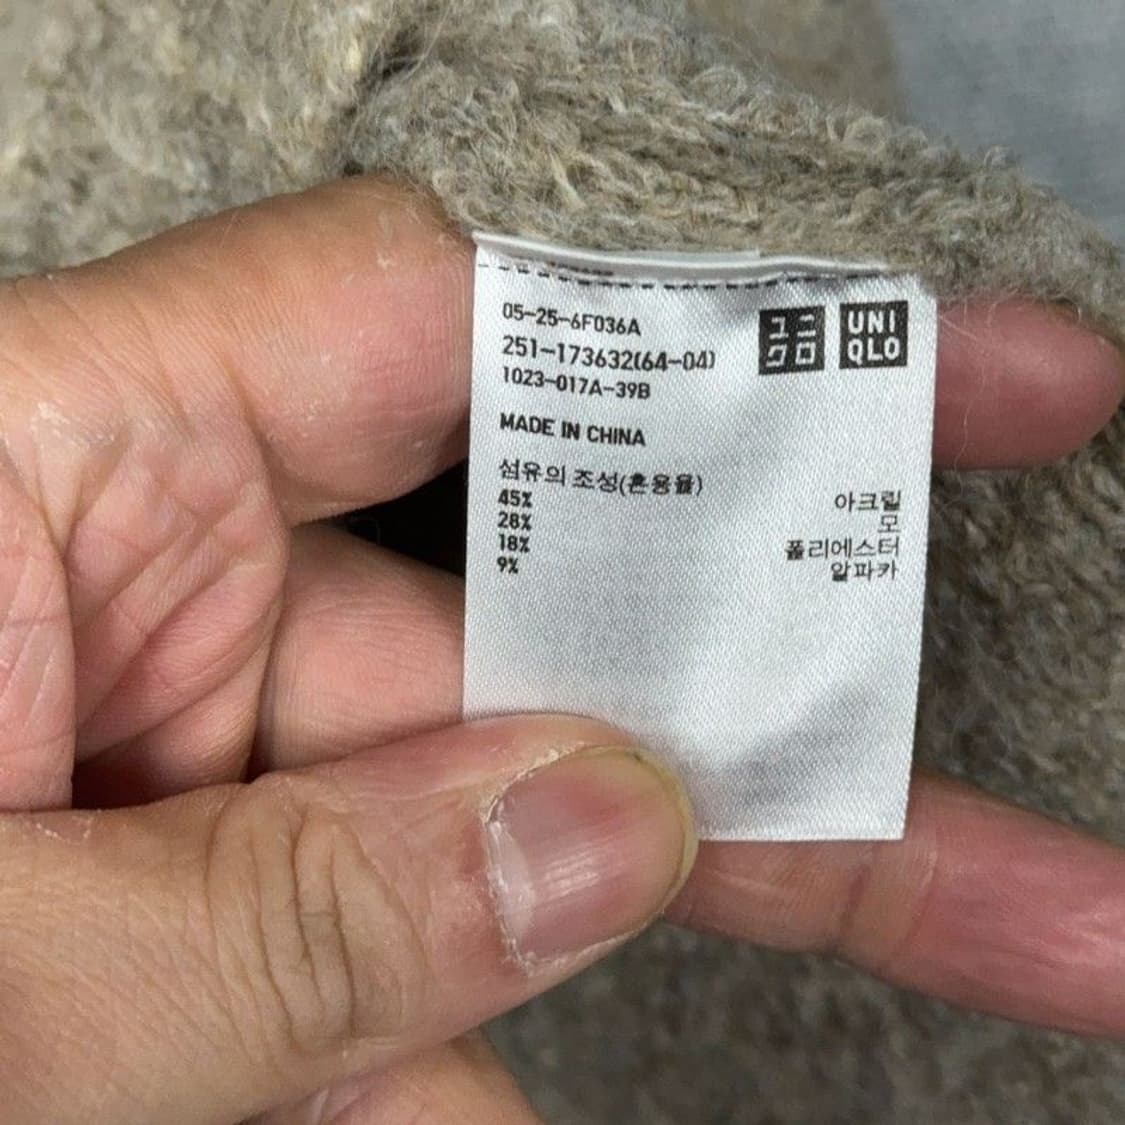 05-25-6F036A
251-173632(64-04)
1023-017A-39B
ユニ
クロ
UNI
QLO
MADE IN CHINA
섬유의 조성(혼용율)
45% 아크릴
28% 모
18% 폴리에스터
9% 알파카